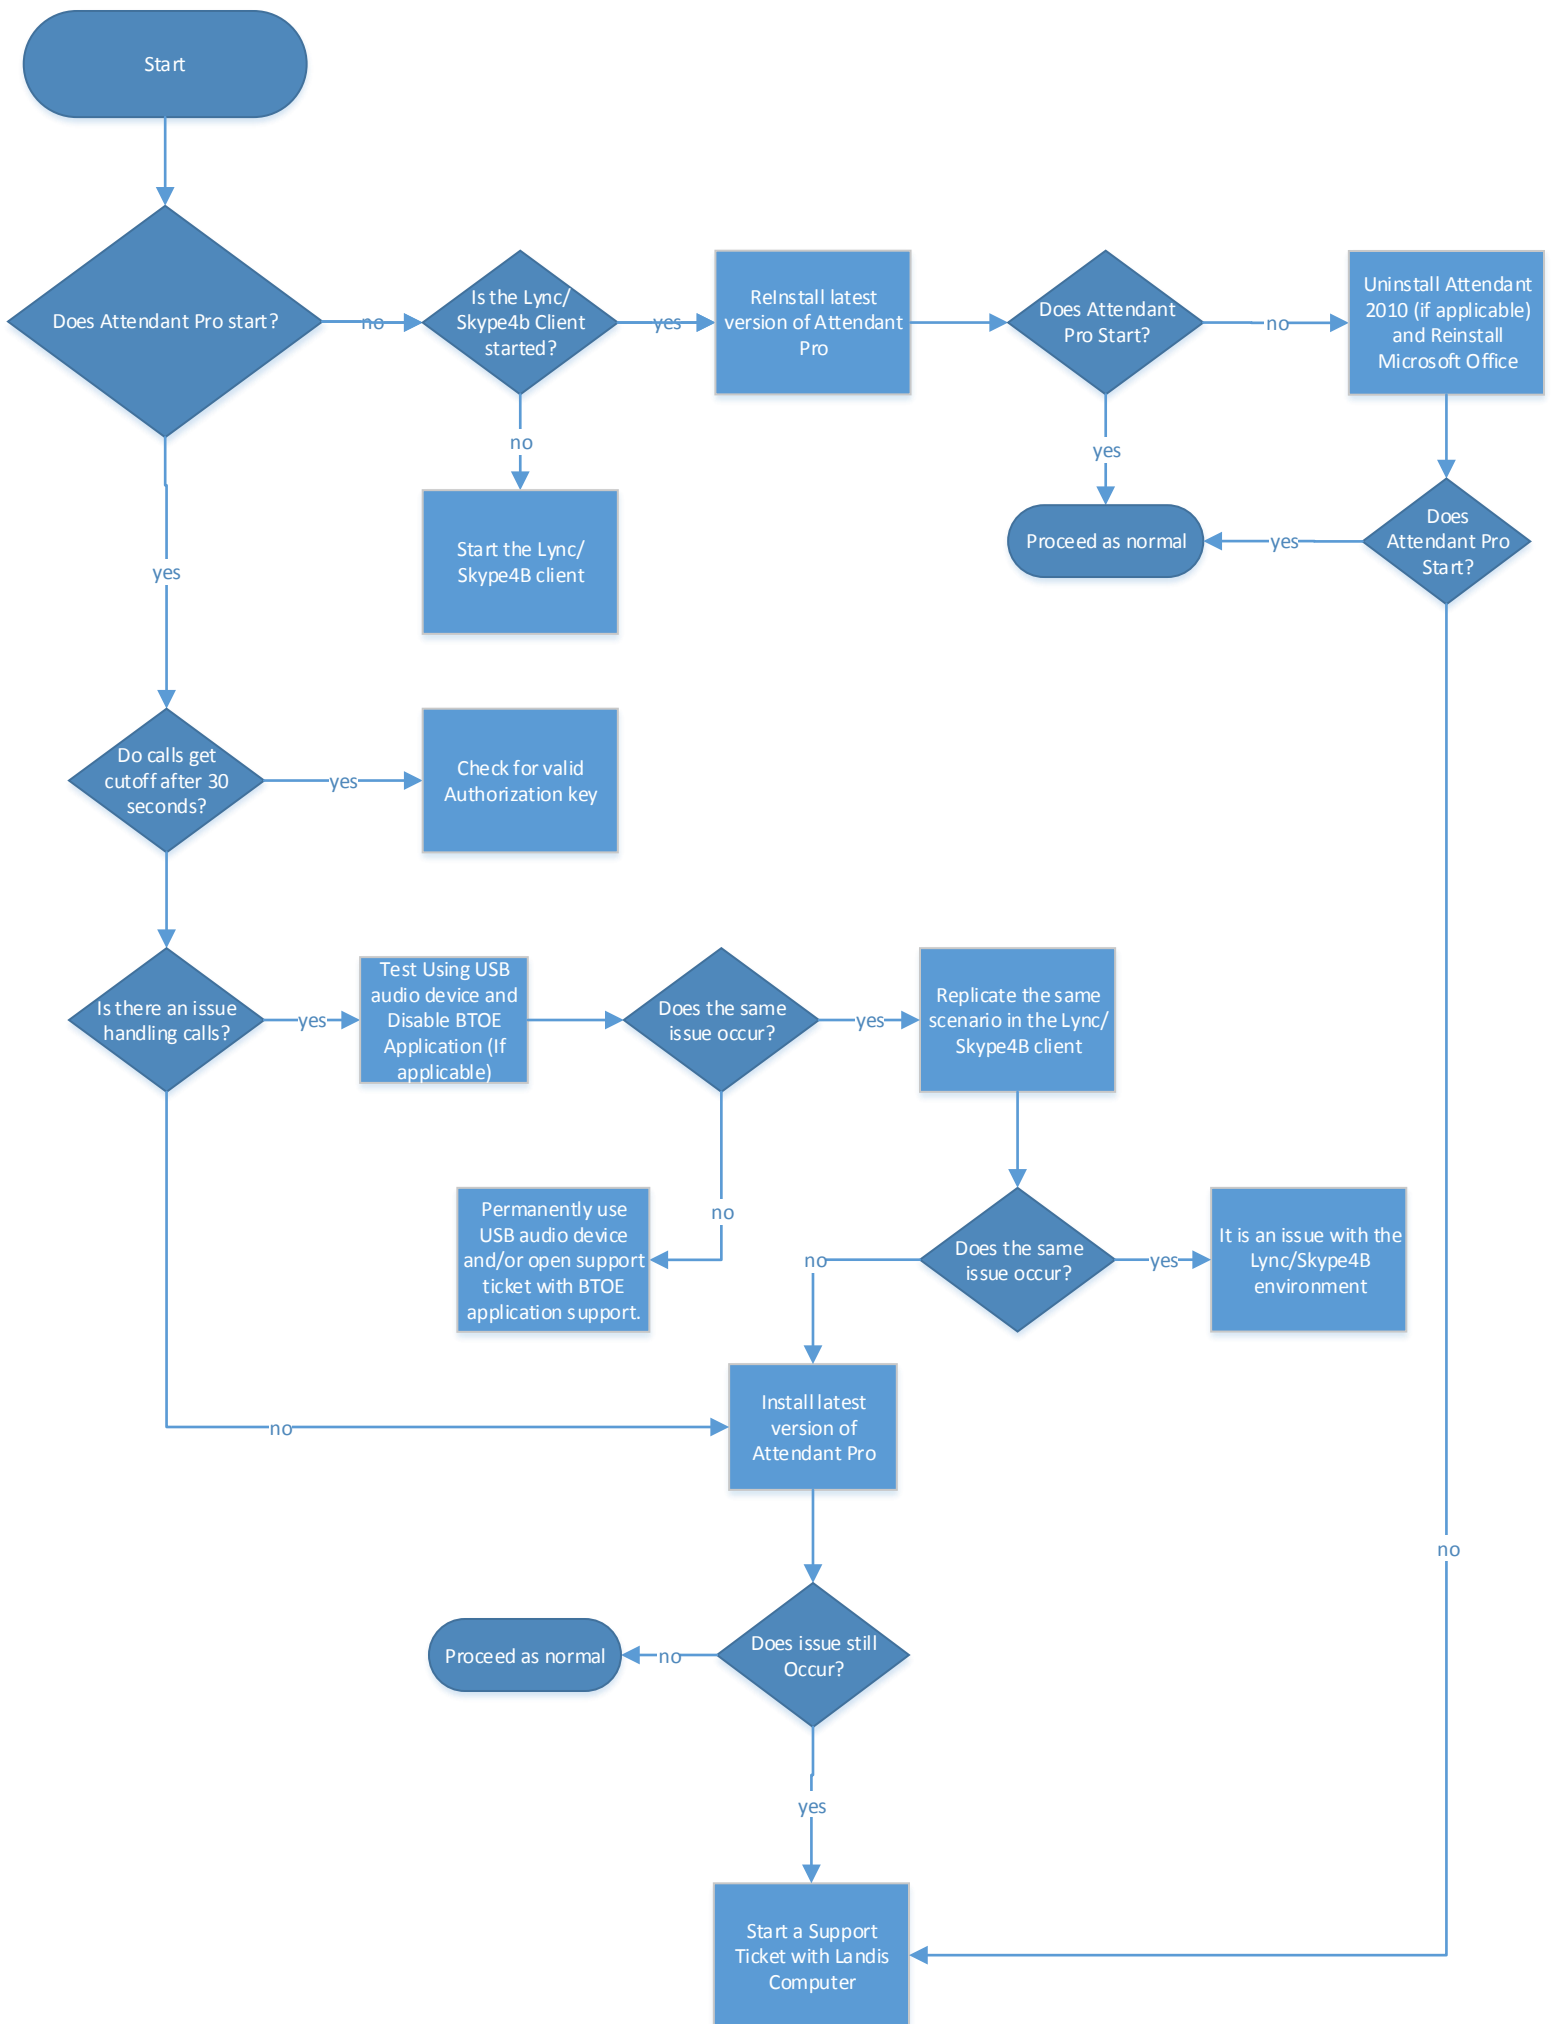 Start
Does Attendant Pro start?
no
Is the Lync/
Skype4b Client
started?
yes
ReInstall latest
version of Attendant
Pro
Does Attendant
Pro Start?
no
Uninstall Attendant
2010 (if applicable)
and Reinstall
Microsoft Office
no
yes
Start the Lync/
Skype4B client
Proceed as normal
yes
Does
Attendant Pro
Start?
yes
Do calls get
cutoff after 30
seconds?
yes
Check for valid
Authorization key
Is there an issue
handling calls?
yes
Test Using USB
audio device and
Disable BTOE
Application (If
applicable)
Does the same
issue occur?
yes
Replicate the same
scenario in the Lync/
Skype4B client
no
Permanently use
USB audio device
and/or open support
ticket with BTOE
application support.
no
Does the same
issue occur?
yes
It is an issue with the
Lync/Skype4B
environment
no
Install latest
version of
Attendant Pro
no
Proceed as normal
no
Does issue still
Occur?
yes
Start a Support
Ticket with Landis
Computer